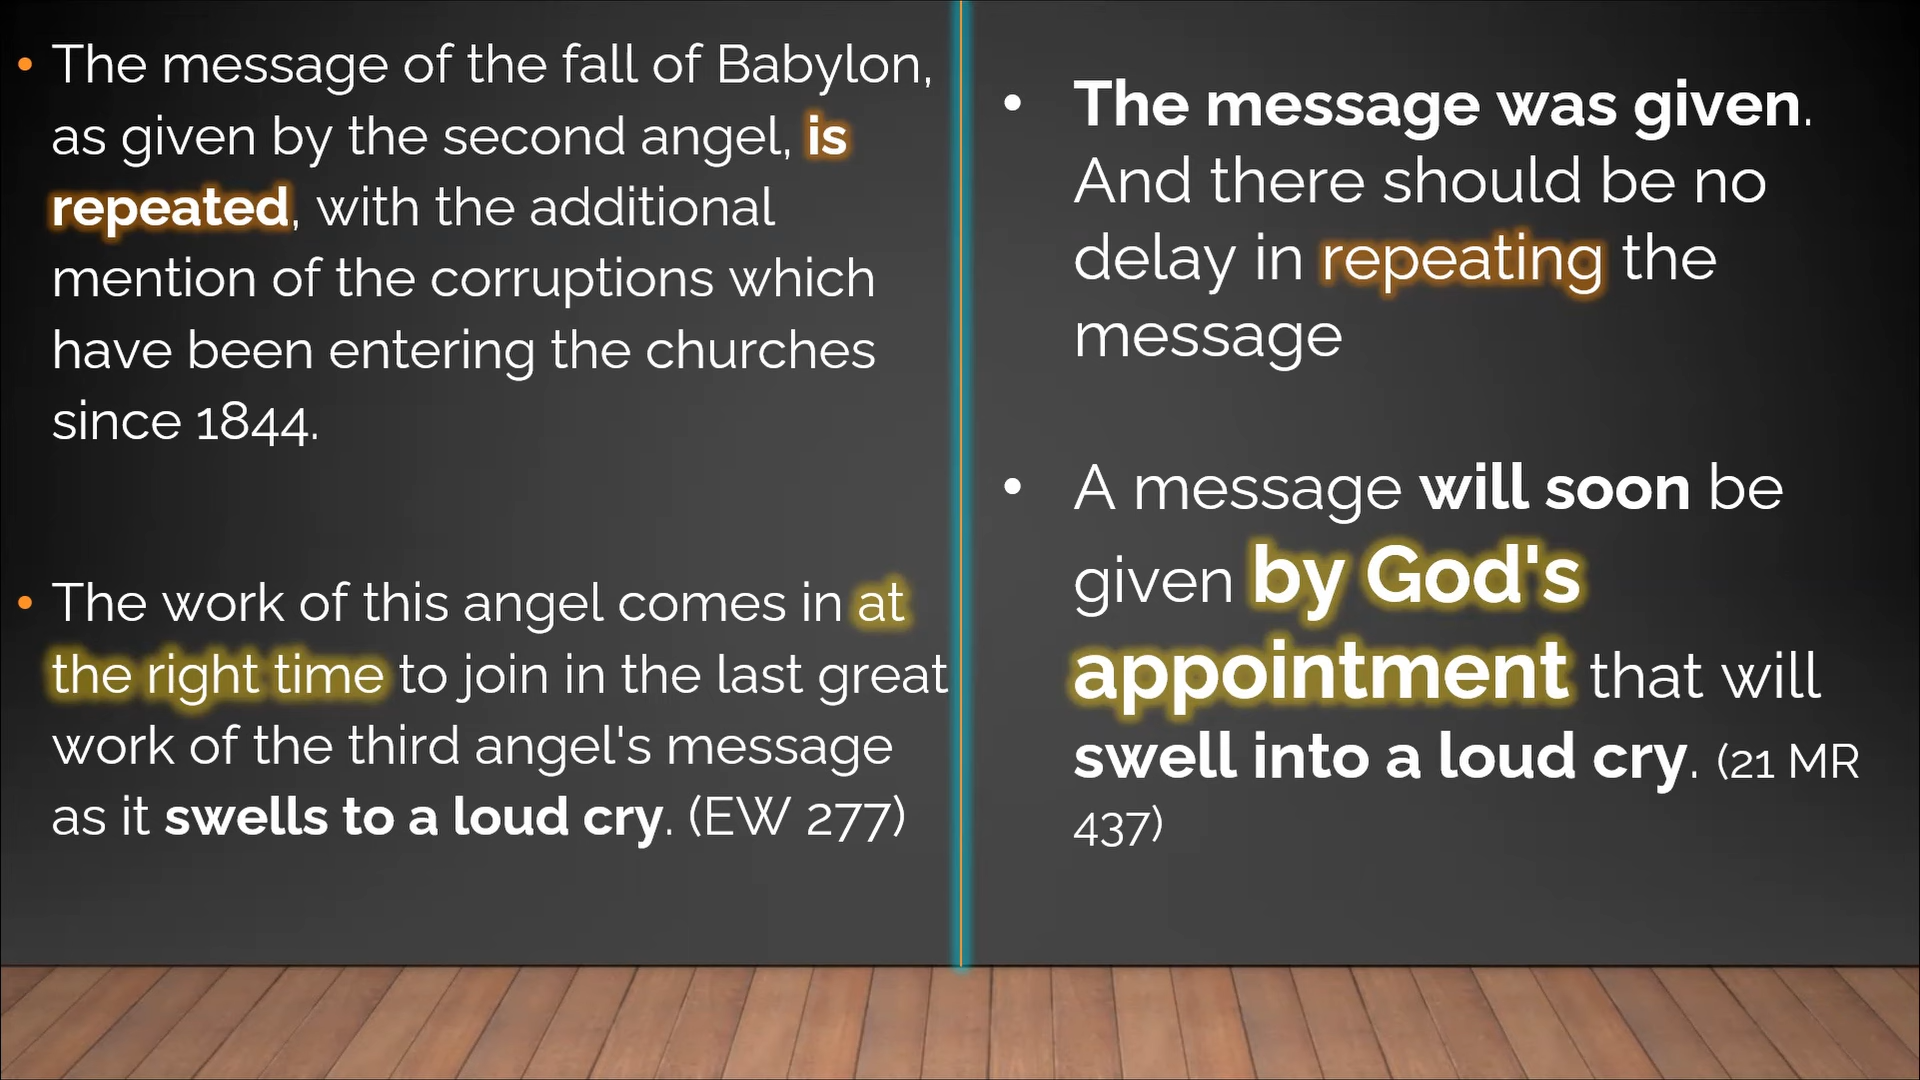 • The message of the fall of Babylon,
as given by the second angel, is
repeated, with the additional
mention of the corruptions which
have been entering the churches
since 1844.
• The work of this angel comes in at
the right time to join in the last great
work of the third angel's message
as it swells to a loud cry. (EW 277)
• The message was given.
And there should be no
delay in repeating the
message
• A message will soon be
given by God's
appointment that will
swell into a loud cry. (21 MR
437)